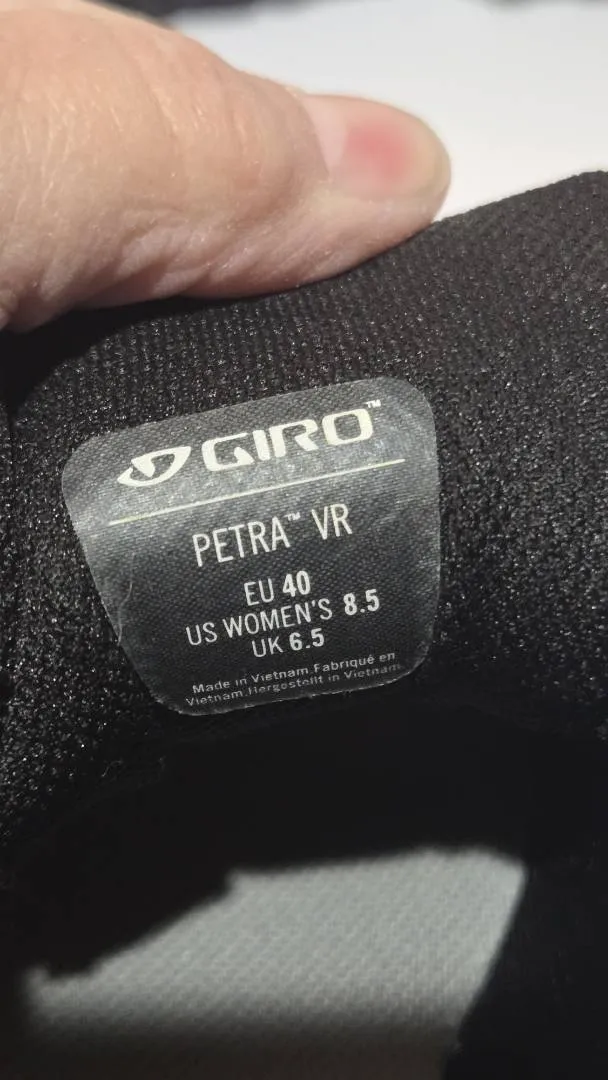 GIRO™
PETRA™ VR
EU 40
US WOMEN'S 8.5
UK 6.5
Made in Vietnam.Fabriqué en
Vietnam.Hergestellt in Vietnam